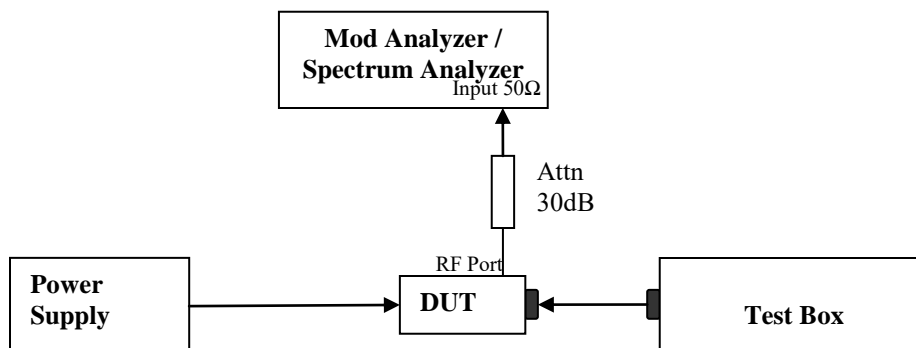 Mod Analyzer /
Spectrum Analyzer
Input 50Ω
Attn
30dB
RF Port
Power
Supply
DUT
Test Box